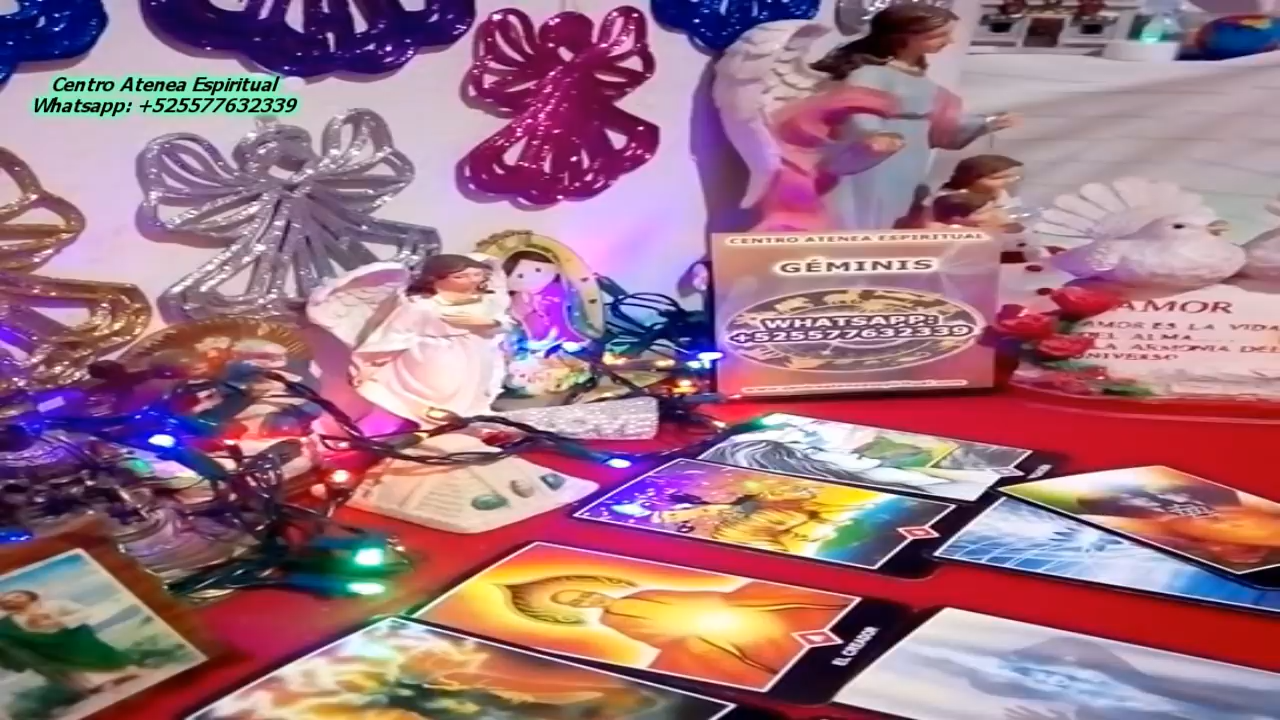 Centro Atenea Espiritual
Whatsapp: +525577632339
CENTRO ATENEA ESPIRITUAL
GÉMINIS
WHATSAPP:
+525577632339
AMOR
AMOR ES LA VIDA
DEL ALMA...
ARMONIA DEL
UNIVERSO
EL CREADOR